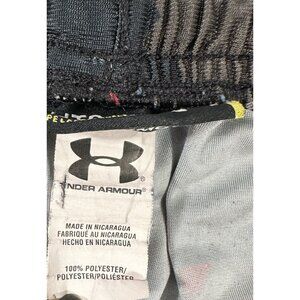 UNDER ARMOUR
MADE IN NICARAGUA
FABRIQUÉ AU NICARAGUA
HECHO EN NICARAGUA
100% POLYESTER/
POLYESTER/POLIÉSTER